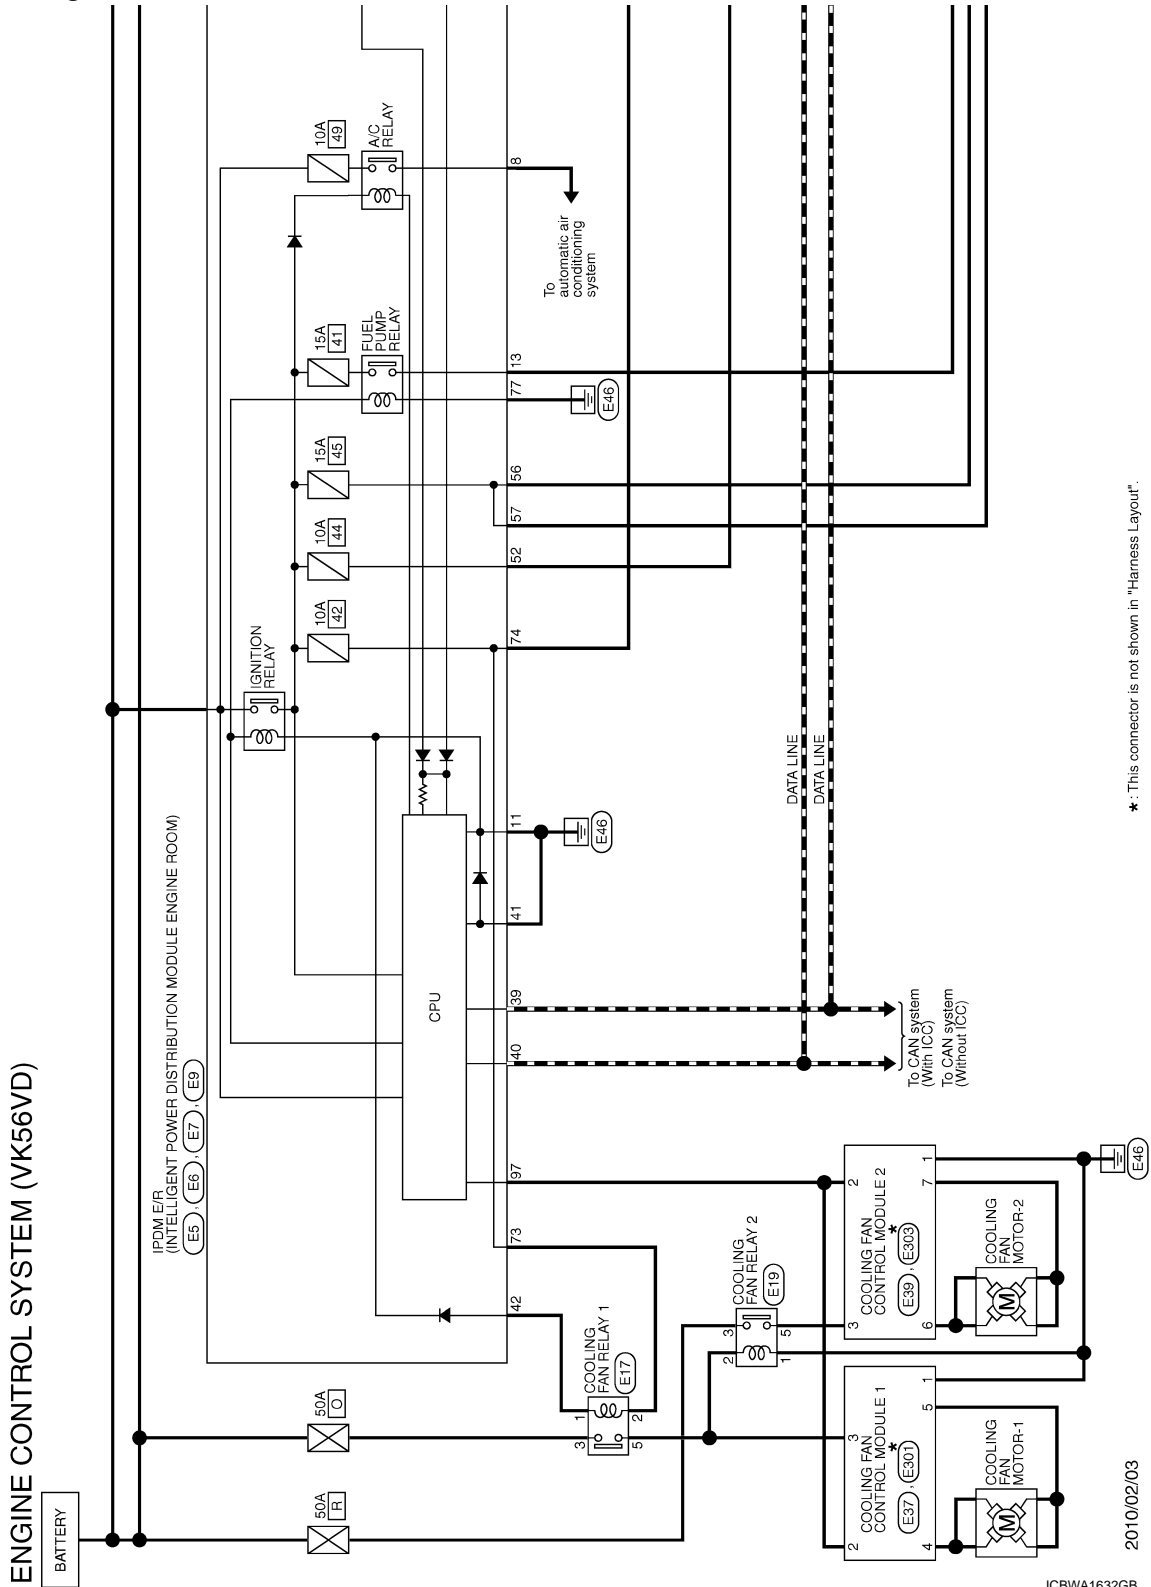 ENGINE CONTROL SYSTEM (VK56VD)
BATTERY
IPDM E/R
(INTELLIGENT POWER DISTRIBUTION MODULE ENGINE ROOM)
E5 , E6 , E7 , E9
50A
R
50A
O
IGNITION
RELAY
10A
42
10A
44
15A
45
15A
41
FUEL
PUMP
RELAY
10A
49
A/C
RELAY
CPU
42
73
97
40
39
41
11
74
52
57
56
77
13
8
E46
E46
To
automatic air
conditioning
system
COOLING
FAN RELAY 1
E17
3
1
5
2
COOLING
FAN RELAY 2
E19
2
3
1
5
DATA LINE
DATA LINE
To CAN system
(With ICC)
To CAN system
(Without ICC)
2
3
COOLING FAN
CONTROL MODULE 1
*
E37 , E301
4
5
1
COOLING
FAN
MOTOR-1
M
3
2
COOLING FAN
CONTROL MODULE 2
*
E39 , E303
6
7
1
COOLING
FAN
MOTOR-2
M
E46
* : This connector is not shown in "Harness Layout".
2010/02/03
JCBWA1632GB